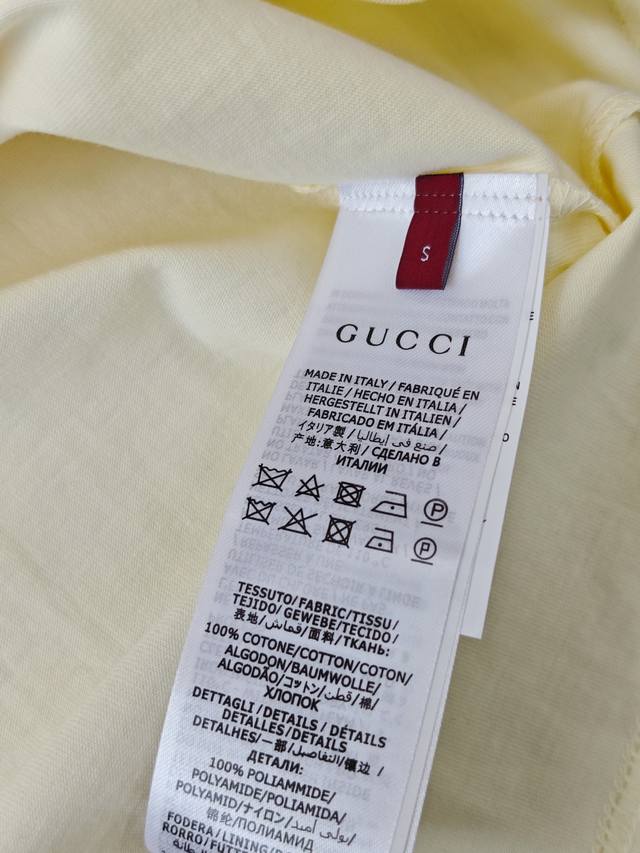 S
GUCCI
MADE IN ITALY / FABRIQUÉ EN
ITALIE / HECHO EN ITALIA /
HERGESTELLT IN ITALIEN /
FABRICADO EM ITÁLIA /
イタリア製 / صنع في إيطاليا /
产地:意大利 / СДЕЛАНО В
ИТАЛИИ
P
P
TESSUTO/FABRIC/TISSU/
TEJIDO/GEWEBE/TECIDO/
表地/قماش/面料/ТКАНЬ:
100% COTONE/COTTON/COTON/
ALGODON/BAUMWOLLE/
ALGODÃO/コットン/قطن/棉/
ХЛОПОК
DETTAGLI/DETAILS/DÉTAILS
DETALLES/DETAILS
DETALHES/一部/التفاصيل/镶边 /
ДЕТАЛИ:
100% POLIAMMIDE/
POLYAMIDE/POLIAMIDA/
POLYAMID/ナイロン/بولي أميد/
锦纶/ПОЛИАМИД
FODERA/LINING/
FORRO/